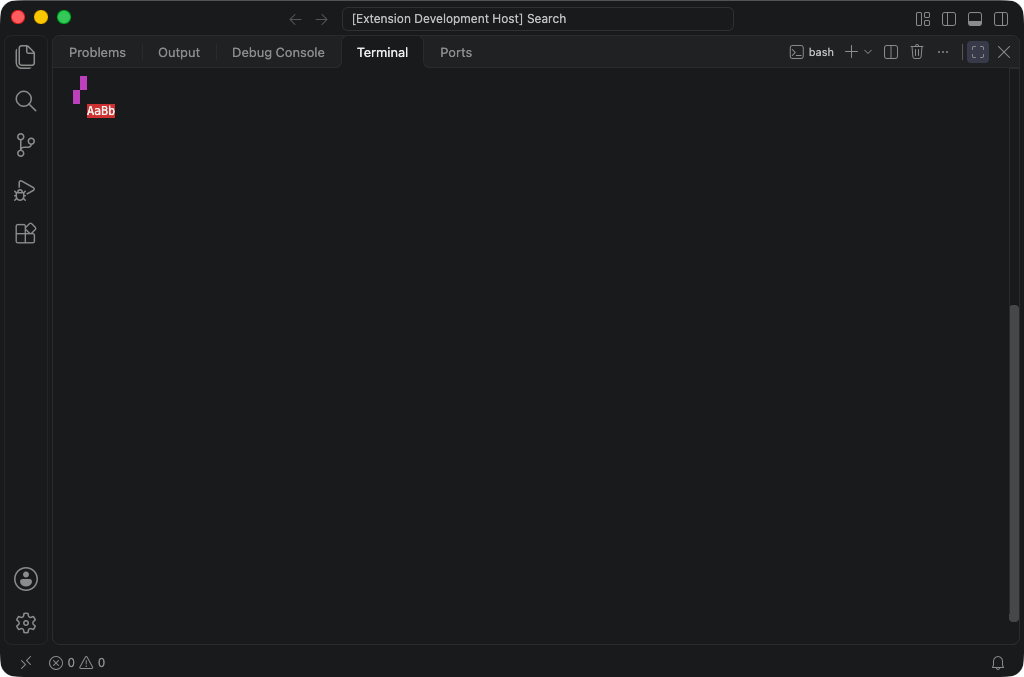 [Extension Development Host] Search
Problems Output Debug Console Terminal Ports bash
AaBb
0 0